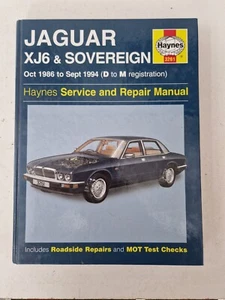 JAGUAR
XJ6 & SOVEREIGN
Haynes
3261
Oct 1986 to Sept 1994 (D to M registration)
Haynes Service and Repair Manual
Includes Roadside Repairs and MOT Test Checks